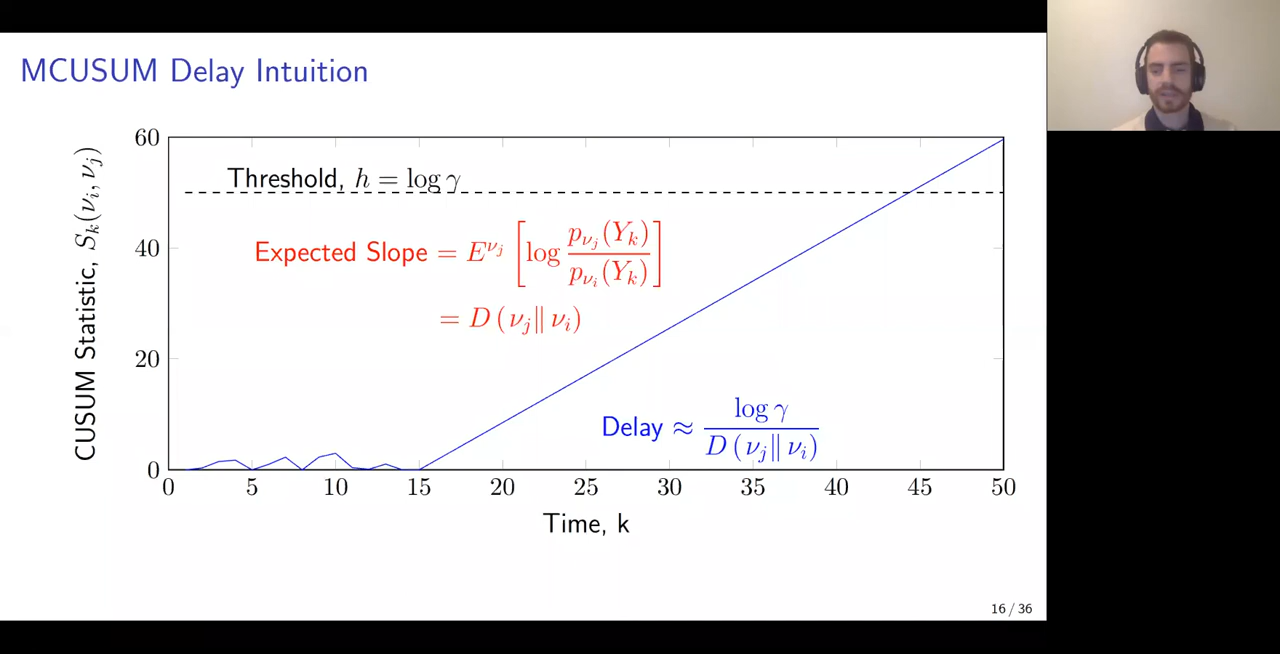 MCUSUM Delay Intuition
60
40
20
0
CUSUM Statistic, S_k(ν_i, ν_j)
Threshold, h = log γ
Expected Slope = E^{ν_j} [log p_{ν_j}(Y_k) / p_{ν_i}(Y_k)]
= D (ν_j‖ ν_i)
Delay ≈ log γ / D (ν_j‖ ν_i)
0 5 10 15 20 25 30 35 40 45 50
Time, k
16 / 36